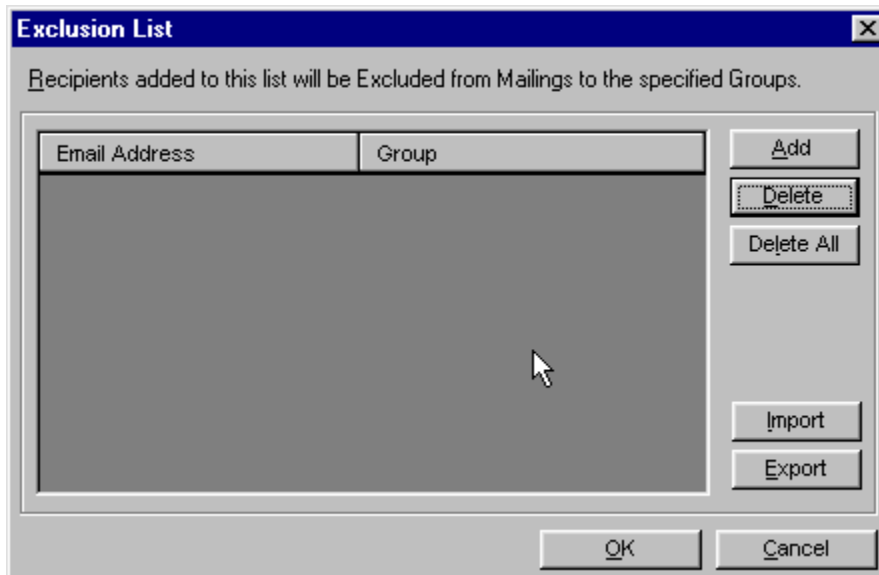 Exclusion List
Recipients added to this list will be Excluded from Mailings to the specified Groups.
Email Address Group
Add
Delete
Delete All
Import
Export
OK Cancel